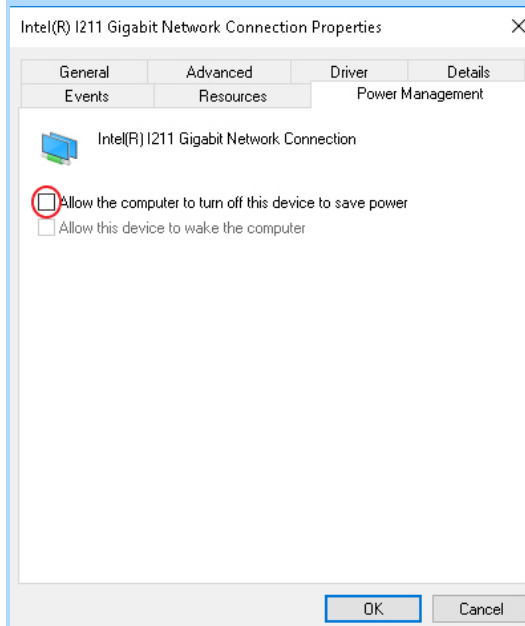 Intel(R) I211 Gigabit Network Connection Properties
General Advanced Driver Details
Events Resources Power Management
Intel(R) I211 Gigabit Network Connection
Allow the computer to turn off this device to save power
Allow this device to wake the computer
OK Cancel